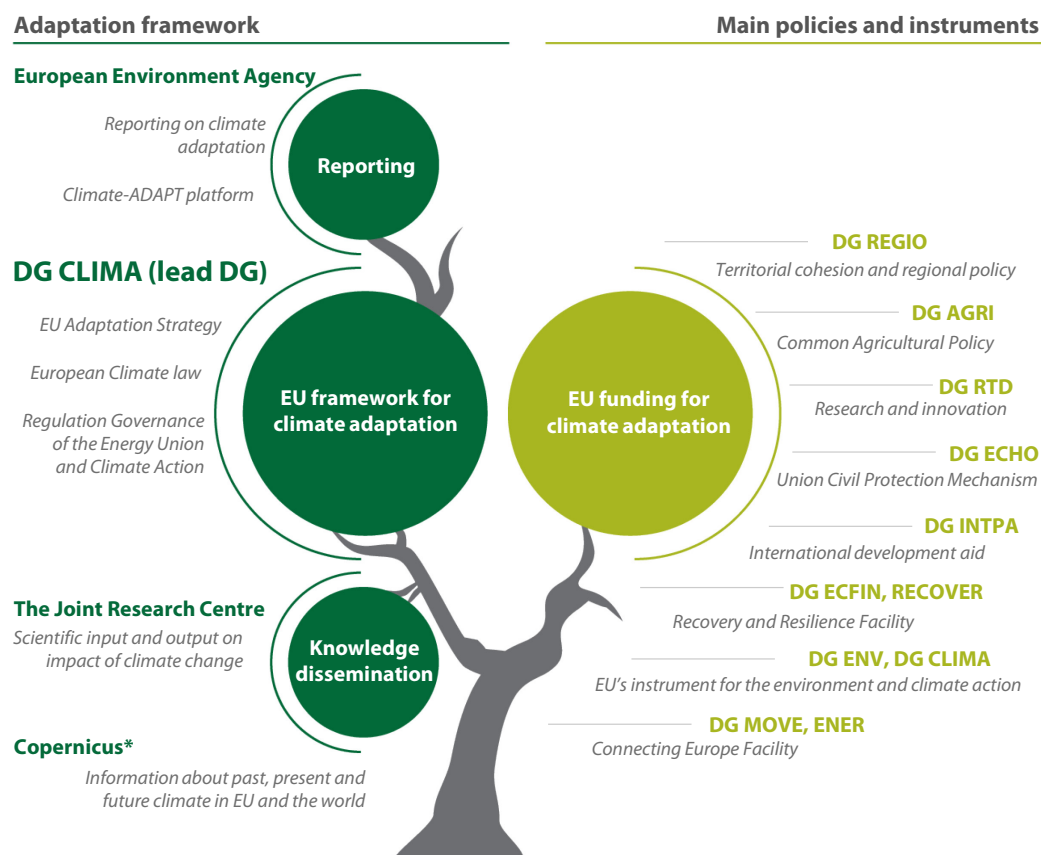 Adaptation framework
European Environment Agency
Reporting on climate
adaptation
Climate-ADAPT platform
Reporting
DG CLIMA (lead DG)
EU Adaptation Strategy
European Climate law
Regulation Governance
of the Energy Union
and Climate Action
EU framework for
climate adaptation
The Joint Research Centre
Scientific input and output on
impact of climate change
Knowledge
dissemination
Copernicus*
Information about past, present and
future climate in EU and the world
Main policies and instruments
EU funding for
climate adaptation
DG REGIO
Territorial cohesion and regional policy
DG AGRI
Common Agricultural Policy
DG RTD
Research and innovation
DG ECHO
Union Civil Protection Mechanism
DG INTPA
International development aid
DG ECFIN, RECOVER
Recovery and Resilience Facility
DG ENV, DG CLIMA
EU's instrument for the environment and climate action
DG MOVE, ENER
Connecting Europe Facility